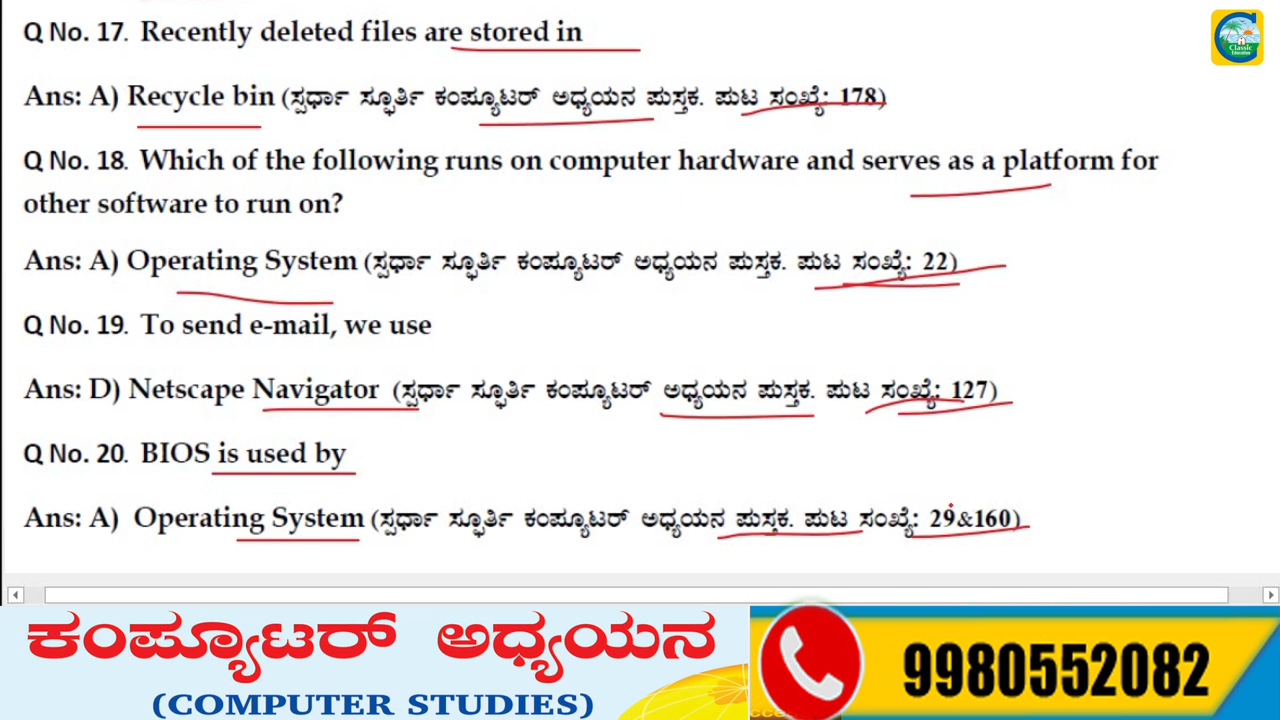 Q No. 17. Recently deleted files are stored in
Classic
Education
Ans: A) Recycle bin (ಸ್ಪರ್ಧಾ ಸ್ಫೂರ್ತಿ ಕಂಪ್ಯೂಟರ್ ಅಧ್ಯಯನ ಪುಸ್ತಕ. ಪುಟ ಸಂಖ್ಯೆ: 178)
Q No. 18. Which of the following runs on computer hardware and serves as a platform for
other software to run on?
Ans: A) Operating System (ಸ್ಪರ್ಧಾ ಸ್ಫೂರ್ತಿ ಕಂಪ್ಯೂಟರ್ ಅಧ್ಯಯನ ಪುಸ್ತಕ. ಪುಟ ಸಂಖ್ಯೆ: 22)
Q No. 19. To send e-mail, we use
Ans: D) Netscape Navigator (ಸ್ಪರ್ಧಾ ಸ್ಫೂರ್ತಿ ಕಂಪ್ಯೂಟರ್ ಅಧ್ಯಯನ ಪುಸ್ತಕ. ಪುಟ ಸಂಖ್ಯೆ: 127)
Q No. 20. BIOS is used by
Ans: A) Operating System (ಸ್ಪರ್ಧಾ ಸ್ಫೂರ್ತಿ ಕಂಪ್ಯೂಟರ್ ಅಧ್ಯಯನ ಪುಸ್ತಕ. ಪುಟ ಸಂಖ್ಯೆ: 29&160)
ಕಂಪ್ಯೂಟರ್ ಅಧ್ಯಯನ
(COMPUTER STUDIES)
9980552082